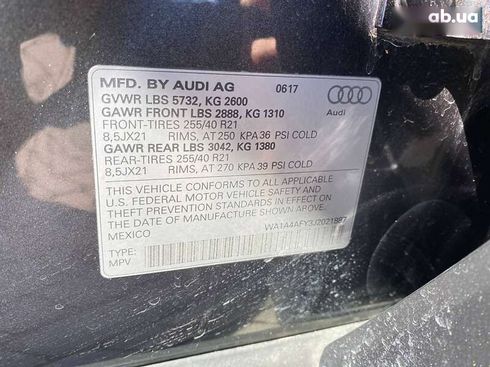 ab.ua
MFD. BY AUDI AG 0617
GVWR LBS 5732, KG 2600
GAWR FRONT LBS 2888, KG 1310
FRONT-TIRES 255/40 R21
8,5JX21 RIMS, AT 250 KPA 36 PSI COLD
GAWR REAR LBS 3042, KG 1380
REAR-TIRES 255/40 R21
8,5JX21 RIMS, AT 270 KPA 39 PSI COLD
Audi
THIS VEHICLE CONFORMS TO ALL APPLICABLE
U.S. FEDERAL MOTOR VEHICLE SAFETY AND
THEFT PREVENTION STANDARDS IN EFFECT ON
THE DATE OF MANUFACTURE SHOWN ABOVE.
MEXICO
TYPE:
MPV